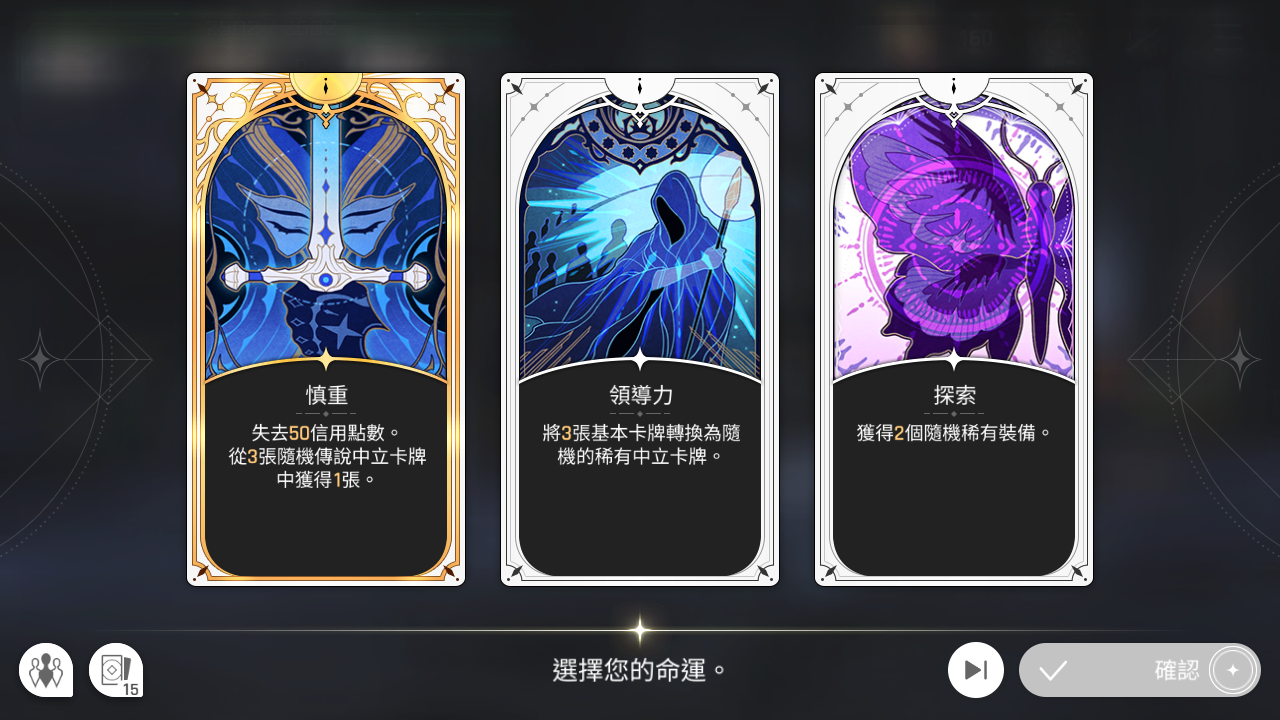 慎重
失去50信用點數。
從3張隨機傳說中立卡牌
中獲得1張。
領導力
將3張基本卡牌轉換為隨
機的稀有中立卡牌。
探索
獲得2個隨機稀有裝備。
15
選擇您的命運。
確認